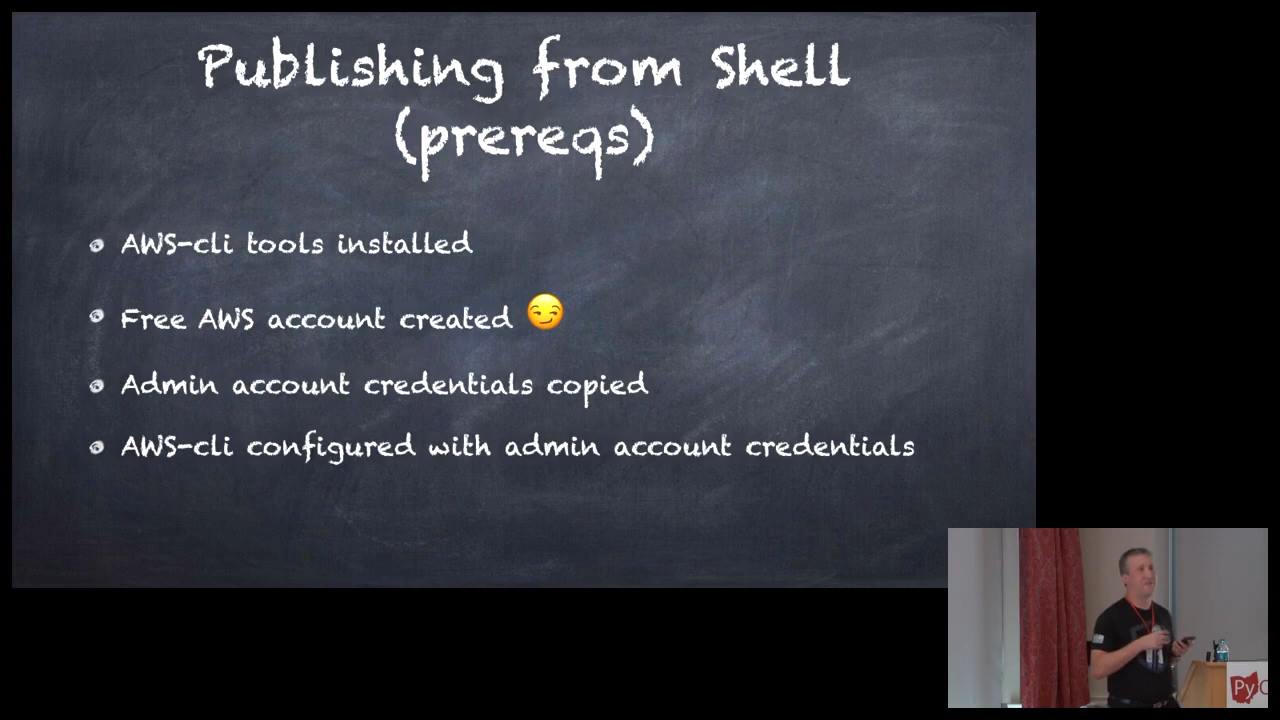 Publishing from Shell
(prereqs)
AWS-cli tools installed
Free AWS account created 😏
Admin account credentials copied
AWS-cli configured with admin account credentials
Py